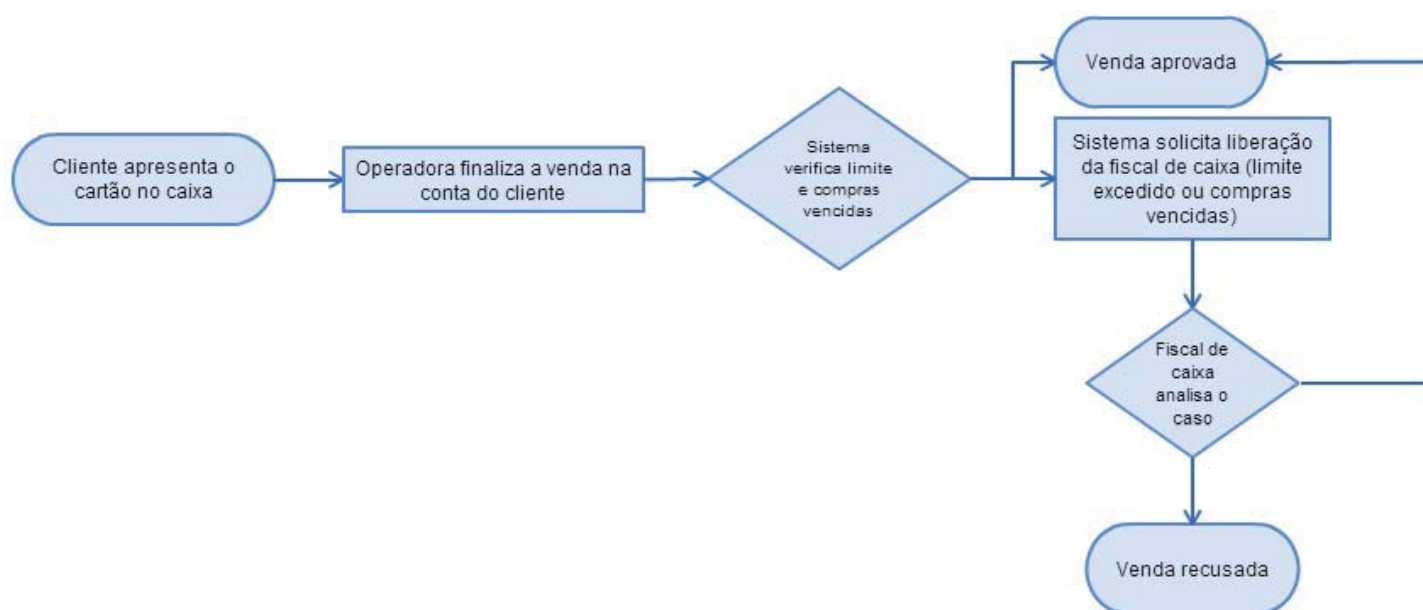 Cliente apresenta o
cartão no caixa
Operadora finaliza a venda na
conta do cliente
Sistema
verifica limite
e compras
vencidas
Venda aprovada
Sistema solicita liberação
da fiscal de caixa (limite
excedido ou compras
vencidas)
Fiscal de
caixa
analisa o
caso
Venda recusada